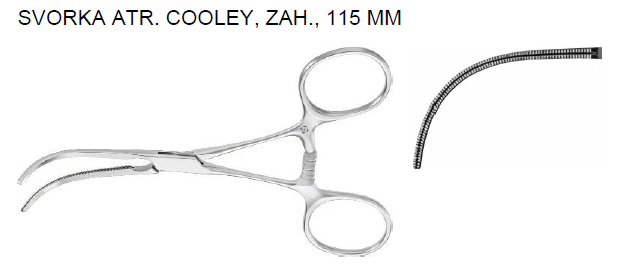 SVORKA ATR. COOLEY, ZAH., 115 MM